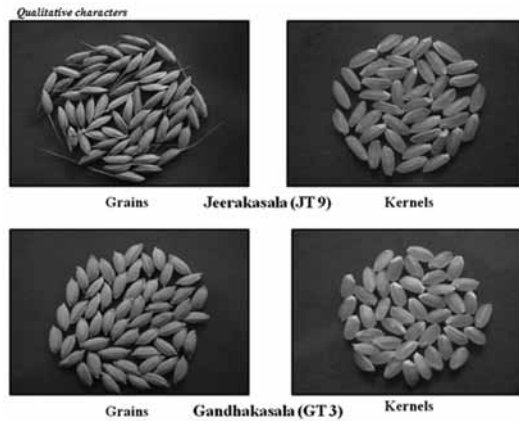 Qualitative characters
Grains Jeerakasala (JT 9) Kernels
Grains Gandhakasala (GT 3) Kernels